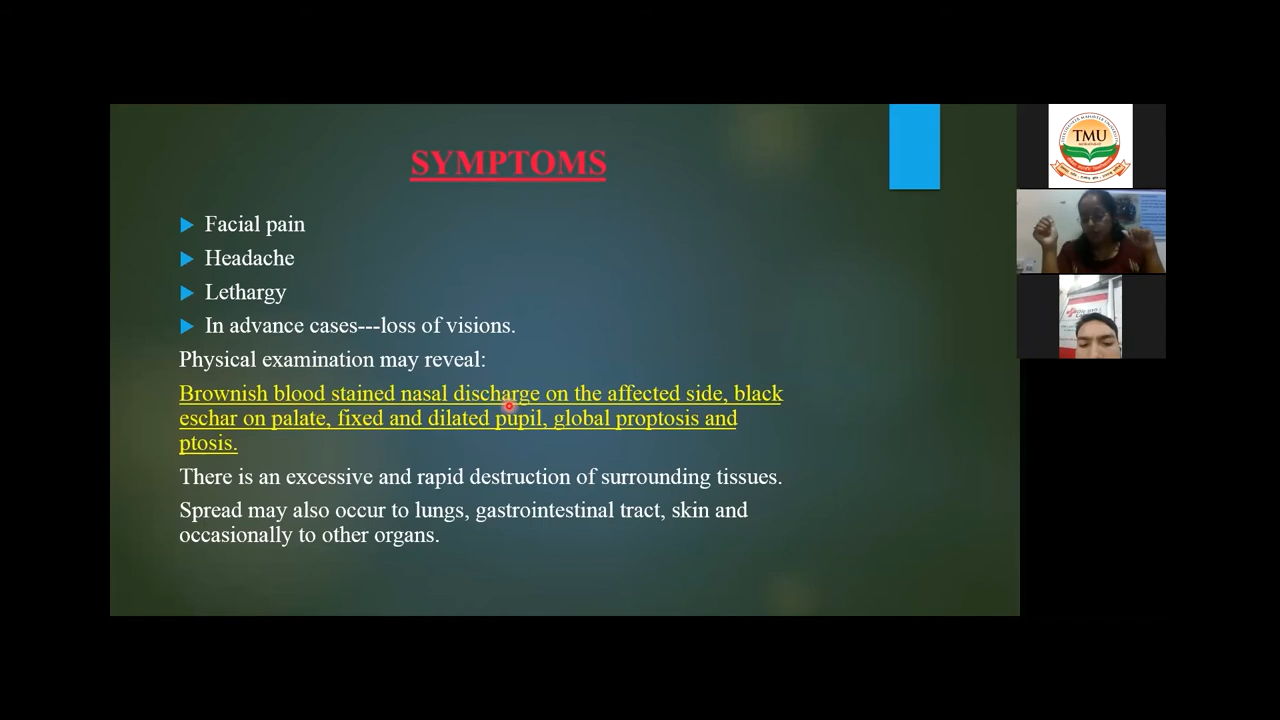 SYMPTOMS
Facial pain
Headache
Lethargy
In advance cases---loss of visions.
Physical examination may reveal:
Brownish blood stained nasal discharge on the affected side, black
eschar on palate, fixed and dilated pupil, global proptosis and
ptosis.
There is an excessive and rapid destruction of surrounding tissues.
Spread may also occur to lungs, gastrointestinal tract, skin and
occasionally to other organs.
TMU